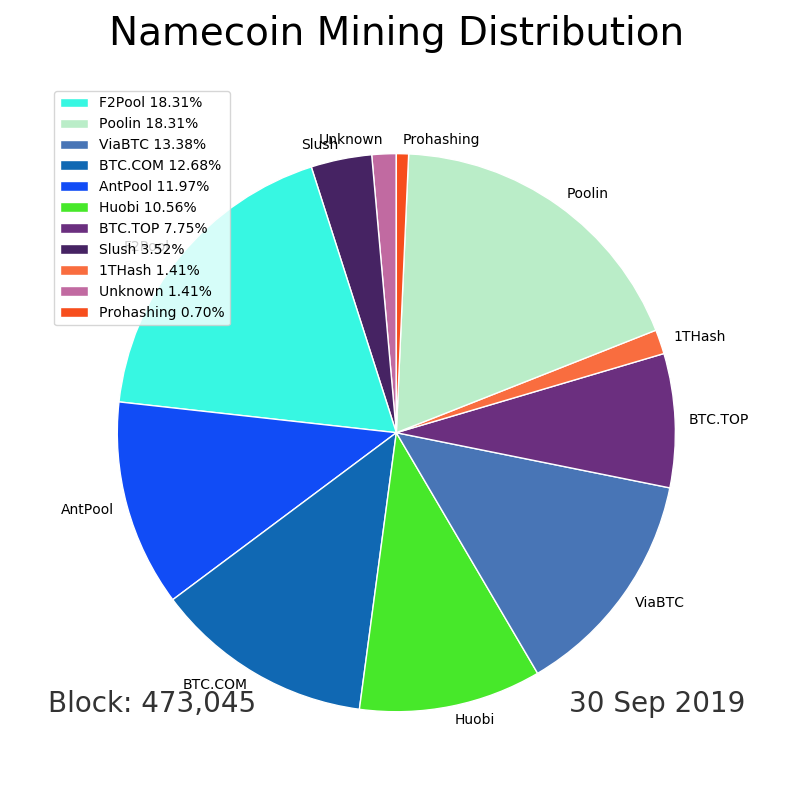 Namecoin Mining Distribution
F2Pool 18.31%
Poolin 18.31%
ViaBTC 13.38%
BTC.COM 12.68%
AntPool 11.97%
Huobi 10.56%
BTC.TOP 7.75%
Slush 3.52%
1THash 1.41%
Unknown 1.41%
Prohashing 0.70%
Slush
Unknown
Prohashing
Poolin
F2Pool
1THash
BTC.TOP
AntPool
ViaBTC
BTC.COM
Huobi
Block: 473,045
30 Sep 2019